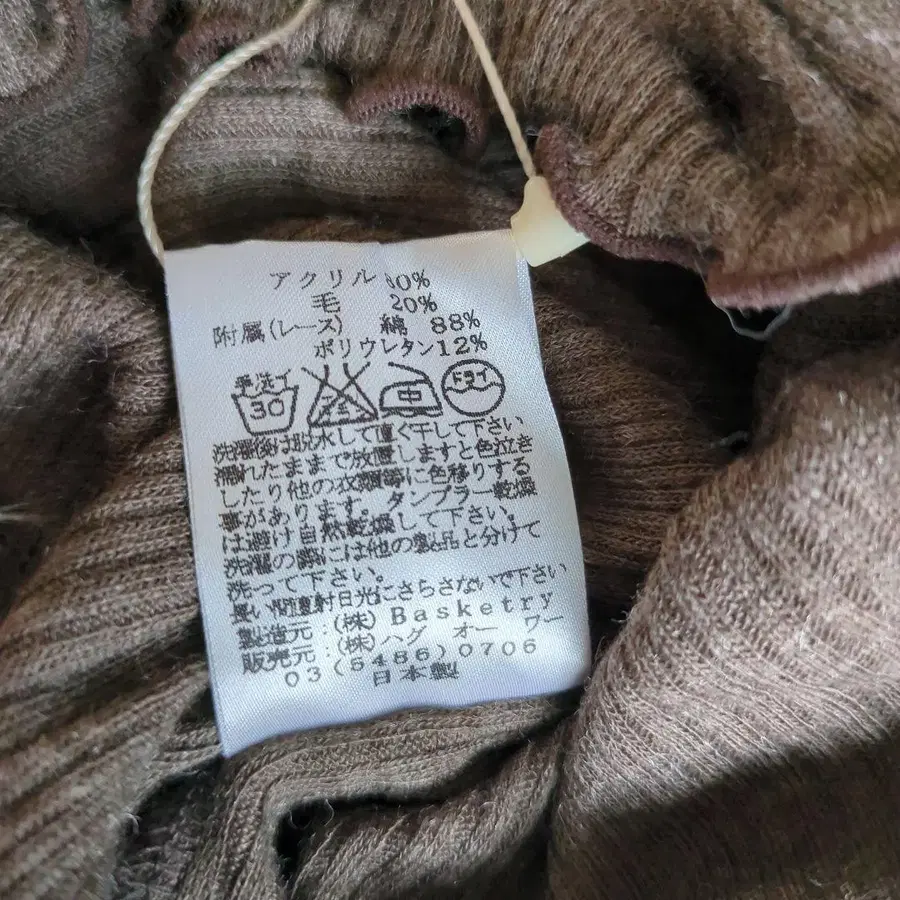 アクリル 80%
毛 20%
附属(レース) 綿 88%
ポリウレタン12%
手洗イ 30 エンソ サラシ 中 ドライ
洗濯後は脱水して直ぐ干して下さい
濡れたままで放置しますと色泣き
したり他の衣類等に色移りする
事があります。タンブラー乾燥
は避け自然乾燥して下さい。
洗濯の際には他の製品と分けて
洗って下さい。
長い間直射日光にさらさないで下さい
製造元:(株)Basketry
販売元:(株)ハグ オー ワー
03(5486)0706
日本製